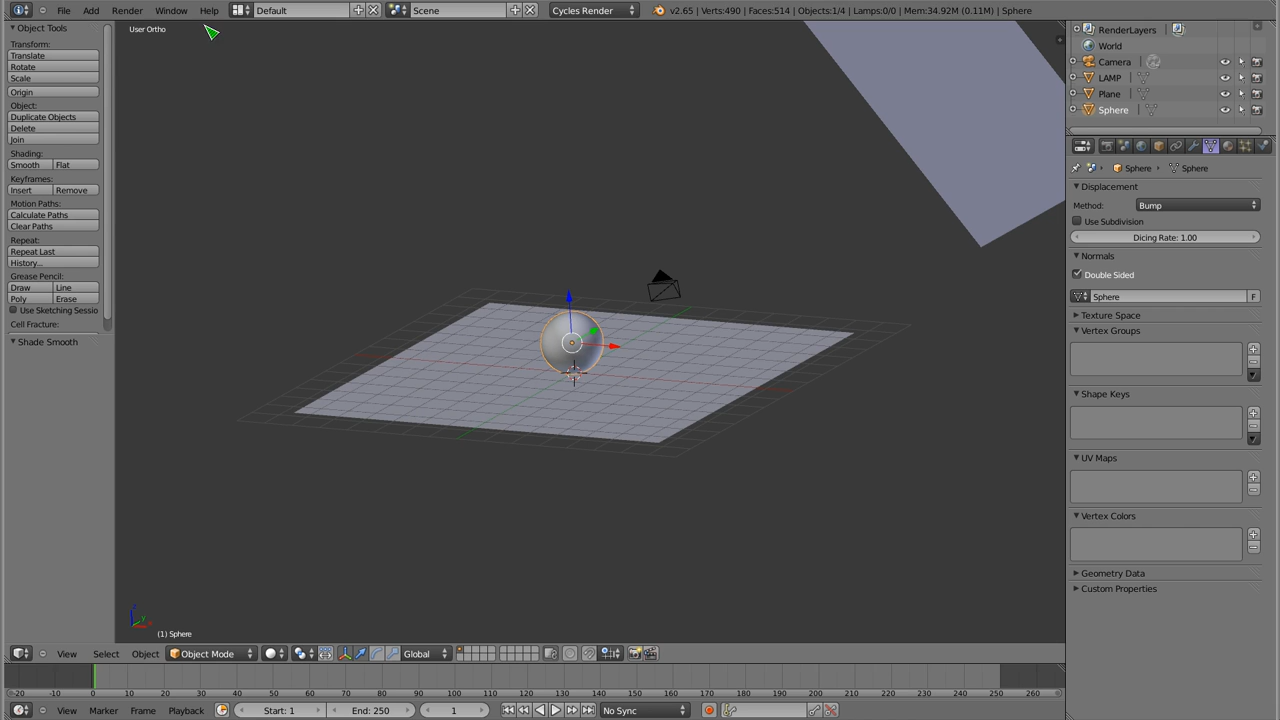 File Add Render Window Help Default Scene Cycles Render v2.65 | Verts:490 | Faces:514 | Objects:1/4 | Lamps:0/0 | Mem:34.92M (0.11M) | Sphere
Object Tools
Transform:
Translate
Rotate
Scale
Origin
Object:
Duplicate Objects
Delete
Join
Shading:
Smooth Flat
Keyframes:
Insert Remove
Motion Paths:
Calculate Paths
Clear Paths
Repeat:
Repeat Last
History...
Grease Pencil:
Draw Line
Poly Erase
Use Sketching Sessio
Cell Fracture:
Shade Smooth
User Ortho
(1) Sphere
RenderLayers
World
Camera
LAMP
Plane
Sphere
Sphere Sphere
Displacement
Method: Bump
Use Subdivision
Dicing Rate: 1.00
Normals
Double Sided
Sphere F
Texture Space
Vertex Groups
Shape Keys
UV Maps
Vertex Colors
Geometry Data
Custom Properties
View Select Object Object Mode Global
-20 -10 0 10 20 30 40 50 60 70 80 90 100 110 120 130 140 150 160 170 180 190 200 210 220 230 240 250 260
View Marker Frame Playback Start: 1 End: 250 1 No Sync